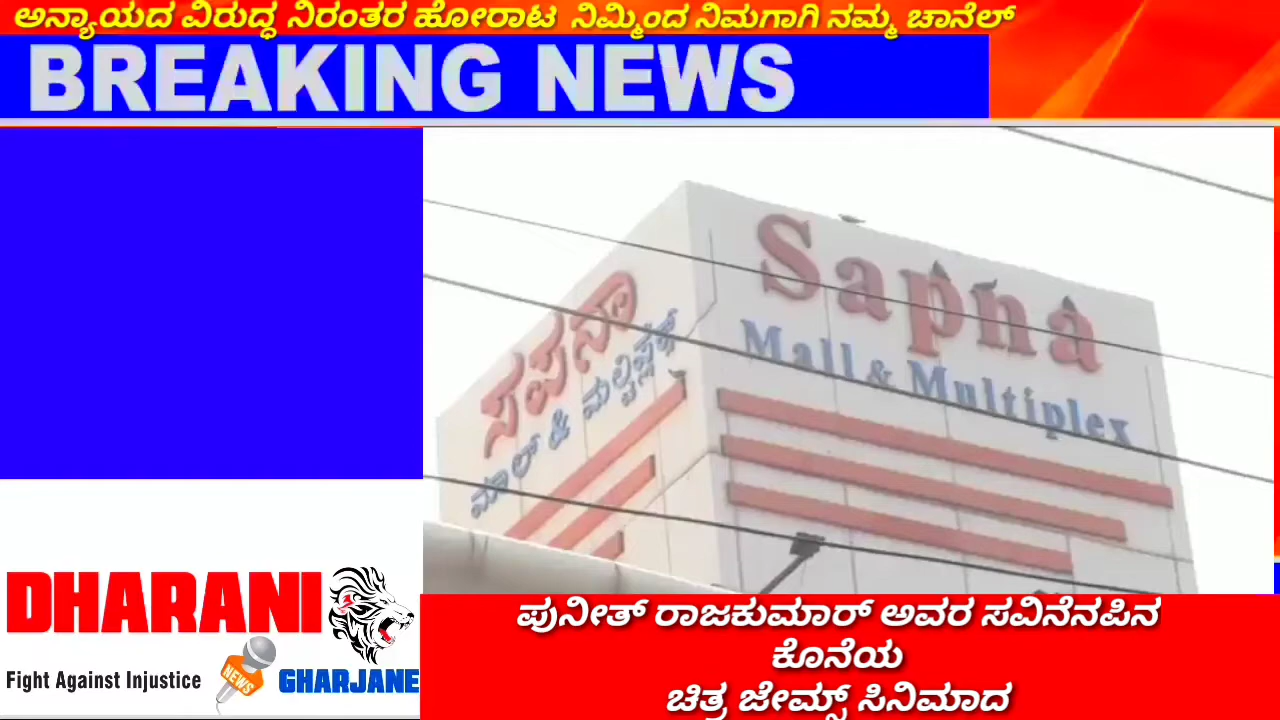 ಅನ್ಯಾಯದ ವಿರುದ್ಧ ನಿರಂತರ ಹೋರಾಟ ನಿಮ್ಮಿಂದ ನಿಮಗಾಗಿ ನಮ್ಮ ಚಾನೆಲ್
BREAKING NEWS
Sapna
Mall & Multiplex
ಸಪನಾ
ಮಾಲ್ & ಮಲ್ಟಿಪ್ಲೆಕ್ಷ್
DHARANI
Fight Against Injustice
NEWS
GHARJANE
ಪುನೀತ್ ರಾಜಕುಮಾರ್ ಅವರ ಸವಿನೆನಪಿನ
ಕೊನೆಯ
ಚಿತ್ರ ಜೇಮ್ಸ್ ಸಿನಿಮಾದ